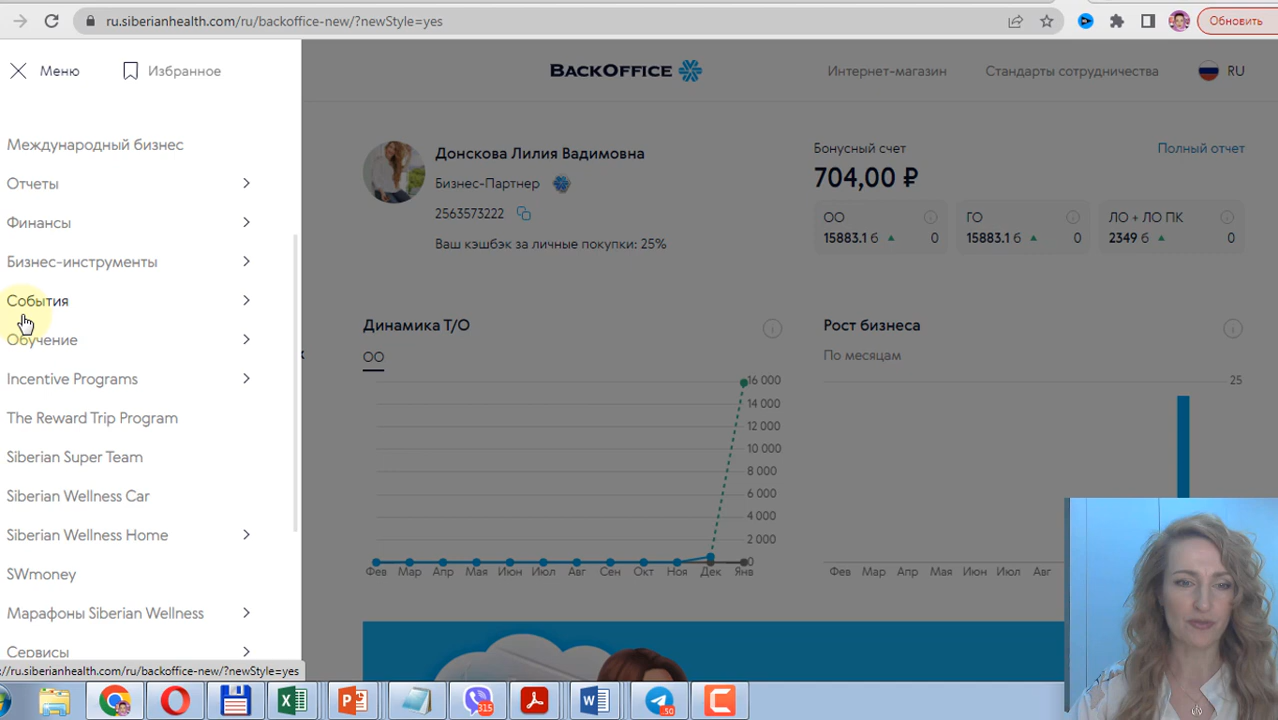 ru.siberianhealth.com/ru/backoffice-new/?newStyle=yes
Обновить
Меню
Избранное
BACKOFFICE
Интернет-магазин
Стандарты сотрудничества
RU
Международный бизнес
Отчеты
Финансы
Бизнес-инструменты
События
Обучение
Incentive Programs
The Reward Trip Program
Siberian Super Team
Siberian Wellness Car
Siberian Wellness Home
SWmoney
Марафоны Siberian Wellness
Сервисы
://ru.siberianhealth.com/ru/backoffice-new/?newStyle=yes
Донскова Лилия Вадимовна
Бизнес-Партнер
2563573222
Ваш кэшбэк за личные покупки: 25%
Бонусный счет
Полный отчет
704,00 ₽
ОО
15883.1 б 0
ГО
15883.1 б 0
ЛО + ЛО ПК
2349 б 0
Динамика Т/О
ОО
16 000
14 000
12 000
10 000
8 000
6 000
4 000
2 000
0
Фев Мар Апр Мая Июн Июл Авг Сен Окт Ноя Дек Янв
Рост бизнеса
По месяцам
25
Фев Мар Апр Мая Июн Июл Авг
315
50